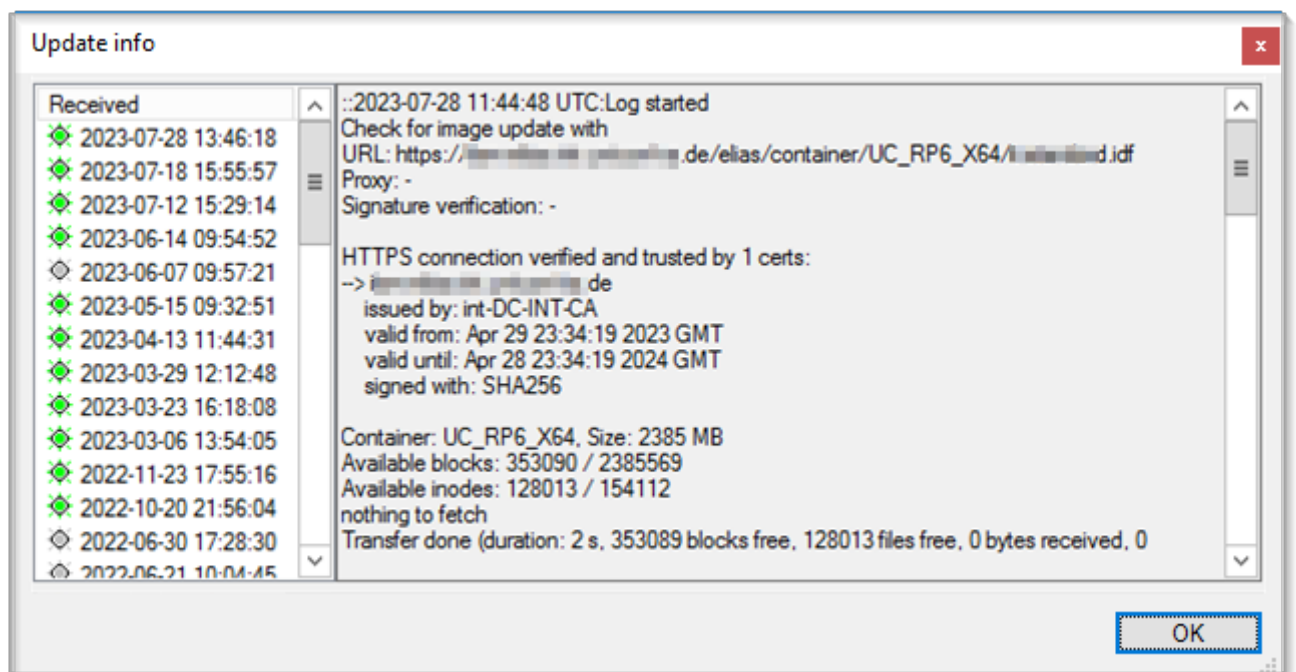 Update info
x
Received
2023-07-28 13:46:18
2023-07-18 15:55:57
2023-07-12 15:29:14
2023-06-14 09:54:52
2023-06-07 09:57:21
2023-05-15 09:32:51
2023-04-13 11:44:31
2023-03-29 12:12:48
2023-03-23 16:18:08
2023-03-06 13:54:05
2022-11-23 17:55:16
2022-10-20 21:56:04
2022-06-30 17:28:30
2022-06-21 10:04:45
::2023-07-28 11:44:48 UTC:Log started
Check for image update with
URL: https:// .de/elias/container/UC_RP6_X64/ d.idf
Proxy: -
Signature verification: -
HTTPS connection verified and trusted by 1 certs:
--> .de
issued by: int-DC-INT-CA
valid from: Apr 29 23:34:19 2023 GMT
valid until: Apr 28 23:34:19 2024 GMT
signed with: SHA256
Container: UC_RP6_X64, Size: 2385 MB
Available blocks: 353090 / 2385569
Available inodes: 128013 / 154112
nothing to fetch
Transfer done (duration: 2 s, 353089 blocks free, 128013 files free, 0 bytes received, 0
OK